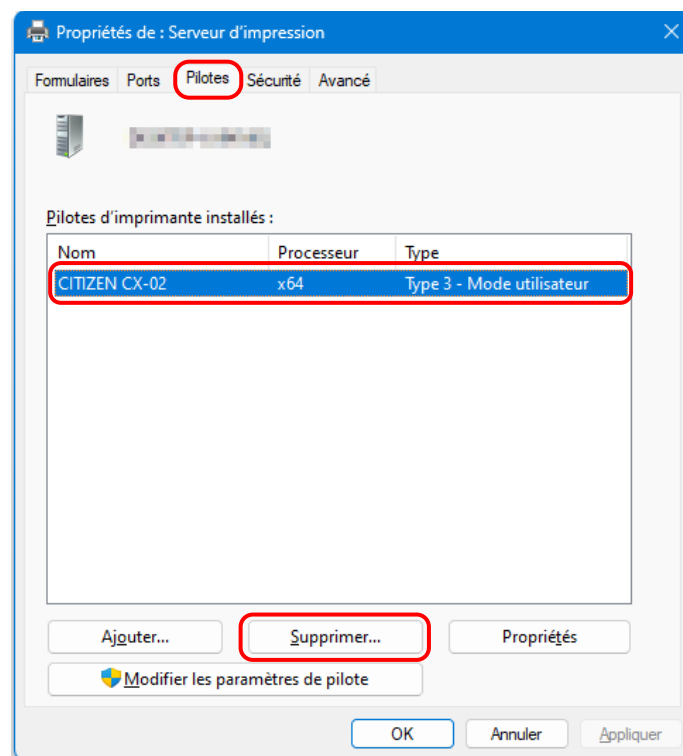 Propriétés de : Serveur d'impression
Formulaires Ports Pilotes Sécurité Avancé
Pilotes d'imprimante installés :
Nom Processeur Type
CITIZEN CX-02 x64 Type 3 - Mode utilisateur
Ajouter... Supprimer... Propriétés
Modifier les paramètres de pilote
OK Annuler Appliquer